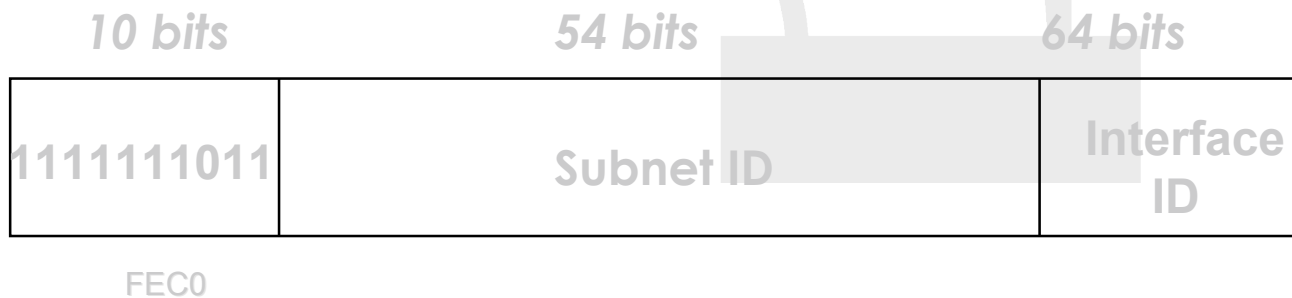 10 bits 54 bits 64 bits
1111111011 Subnet ID Interface ID
FEC0